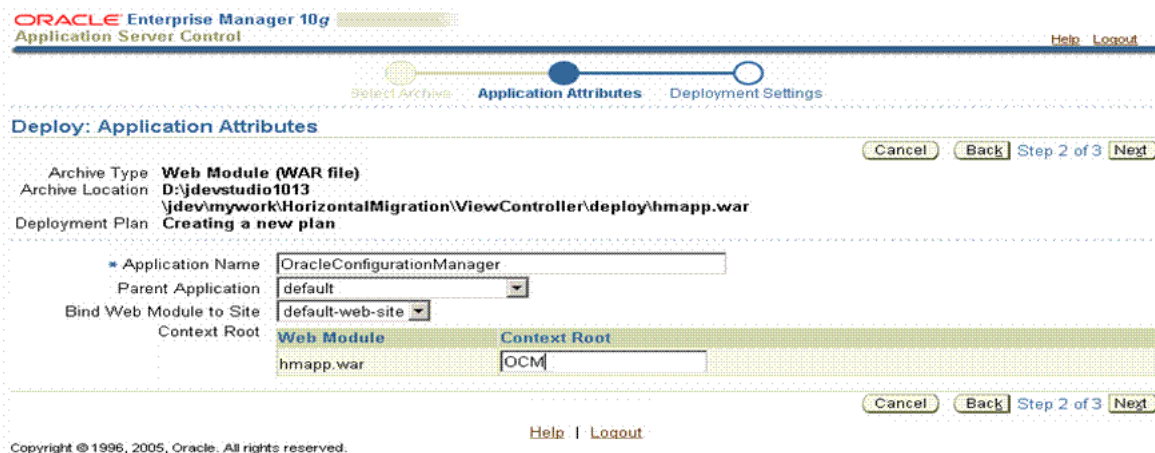 ORACLE Enterprise Manager 10g
Application Server Control
Help Logout
Select Archive Application Attributes Deployment Settings
Deploy: Application Attributes
Cancel Back Step 2 of 3 Next
Archive Type Web Module (WAR file)
Archive Location D:\jdevstudio1013
\jdev\mywork\HorizontalMigration\ViewController\deploy\hmapp.war
Deployment Plan Creating a new plan
* Application Name OracleConfigurationManager
Parent Application default
Bind Web Module to Site default-web-site
Context Root Web Module Context Root
hmapp.war OCM
Cancel Back Step 2 of 3 Next
Help | Logout
Copyright © 1996, 2005, Oracle. All rights reserved.